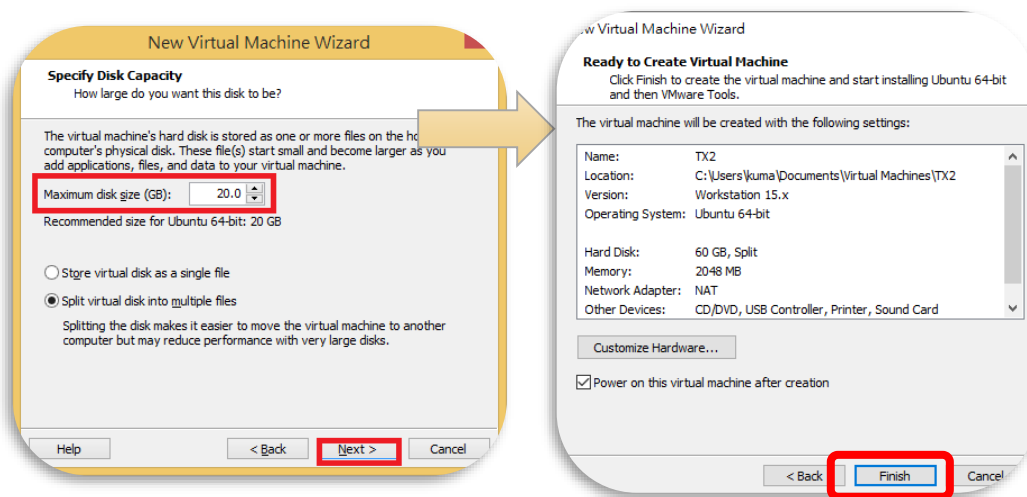 New Virtual Machine Wizard
Specify Disk Capacity
How large do you want this disk to be?
The virtual machine's hard disk is stored as one or more files on the
computer's physical disk. These file(s) start small and become larger as you
add applications, files, and data to your virtual machine.
Maximum disk size (GB): 20.0
Recommended size for Ubuntu 64-bit: 20 GB
Store virtual disk as a single file
Split virtual disk into multiple files
Splitting the disk makes it easier to move the virtual machine to another
computer but may reduce performance with very large disks.
Help < Back Next > Cancel
Virtual Machine Wizard
Ready to Create Virtual Machine
Click Finish to create the virtual machine and start installing Ubuntu 64-bit
and then VMware Tools.
The virtual machine will be created with the following settings:
Name: TX2
Location: C:\Users\kuma\Documents\Virtual Machines\TX2
Version: Workstation 15.x
Operating System: Ubuntu 64-bit
Hard Disk: 60 GB, Split
Memory: 2048 MB
Network Adapter: NAT
Other Devices: CD/DVD, USB Controller, Printer, Sound Card
Customize Hardware...
Power on this virtual machine after creation
< Back Finish Cancel